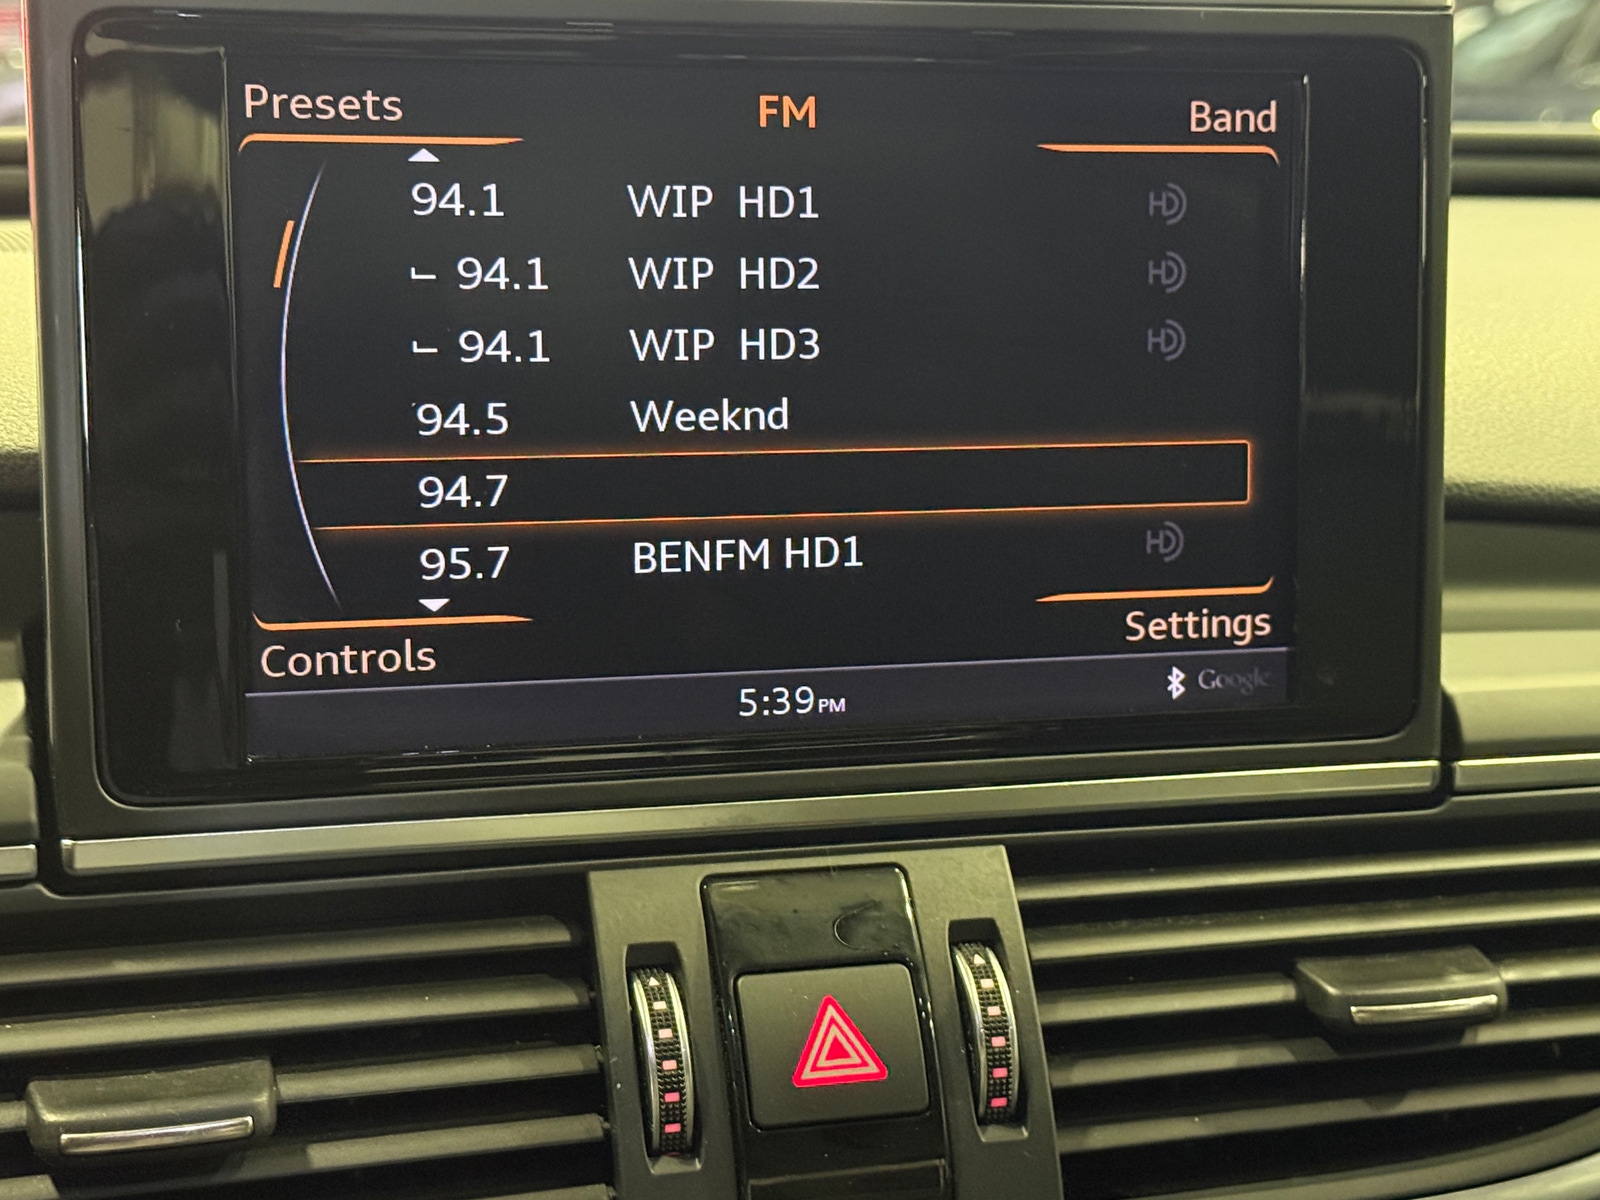 Presets FM Band
94.1 WIP HD1
94.1 WIP HD2
94.1 WIP HD3
94.5 Weeknd
94.7
95.7 BENFM HD1
Controls Settings
5:39PM Google